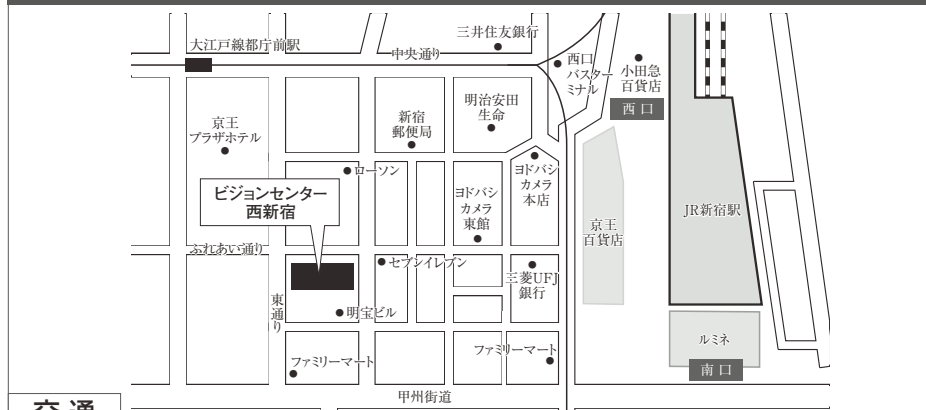 三井住友銀行
大江戸線都庁前駅
中央通り
西口
バスター
ミナル
小田急
百貨店
西口
京王
プラザホテル
新宿
郵便局
明治安田
生命
ローソン
ヨドバシ
カメラ
本店
ビジョンセンター
西新宿
ヨドバシ
カメラ
東館
京王
百貨店
JR新宿駅
ふれあい通り
セブンイレブン
三菱UFJ
銀行
東通り
明宝ビル
ルミネ
ファミリーマート
ファミリーマート
南口
甲州街道
交通